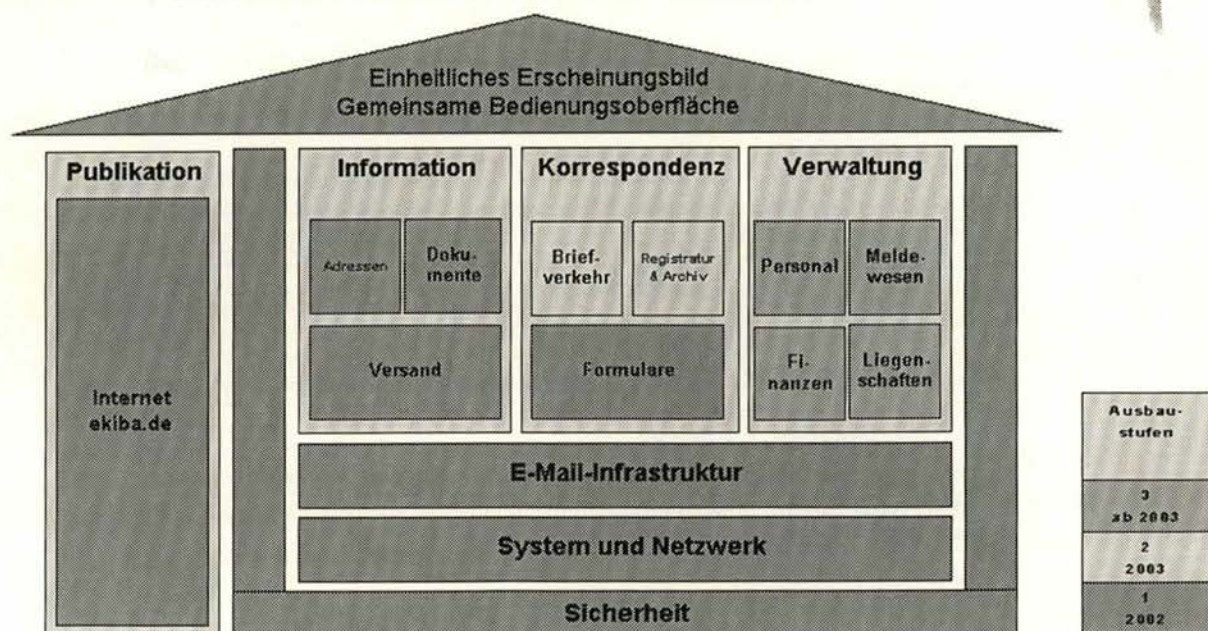 Einheitliches Erscheinungsbild
Gemeinsame Bedienungsoberfläche
Publikation
Internet
ekiba.de
Information
Adressen
Doku-
mente
Versand
Korrespondenz
Brief-
verkehr
Registratur
& Archiv
Formulare
Verwaltung
Personal
Melde-
wesen
Fi-
nanzen
Liegen-
schaften
E-Mail-Infrastruktur
System und Netzwerk
Sicherheit
Ausbau-
stufen
3
ab 2003
2
2003
1
2002